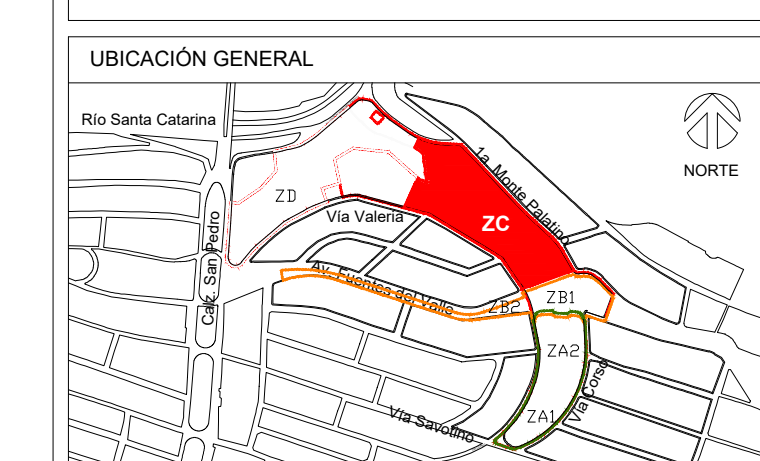 UBICACIÓN GENERAL
Río Santa Catarina
NORTE
1a. Monte Palatino
ZD
Vía Valeria
ZC
Calz. San Pedro
Av. Fuentes del Valle
ZB2
ZB1
ZA2
Vía Corso
ZA1
Vía Savotino